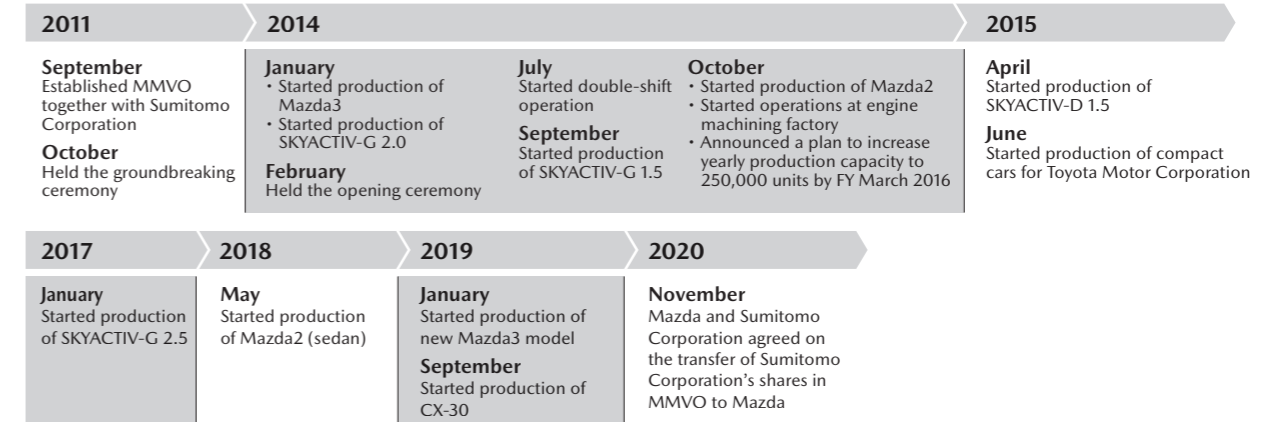 2011
September
Established MMVO
together with Sumitomo
Corporation
October
Held the groundbreaking
ceremony
2014
January
・Started production of
Mazda3
・Started production of
SKYACTIV-G 2.0
February
Held the opening ceremony
July
Started double-shift
operation
September
Started production
of SKYACTIV-G 1.5
October
・Started production of Mazda2
・Started operations at engine
machining factory
・Announced a plan to increase
yearly production capacity to
250,000 units by FY March 2016
2015
April
Started production of
SKYACTIV-D 1.5
June
Started production of compact
cars for Toyota Motor Corporation
2017
January
Started production
of SKYACTIV-G 2.5
2018
May
Started production
of Mazda2 (sedan)
2019
January
Started production of
new Mazda3 model
September
Started production of
CX-30
2020
November
Mazda and Sumitomo
Corporation agreed on
the transfer of Sumitomo
Corporation’s shares in
MMVO to Mazda